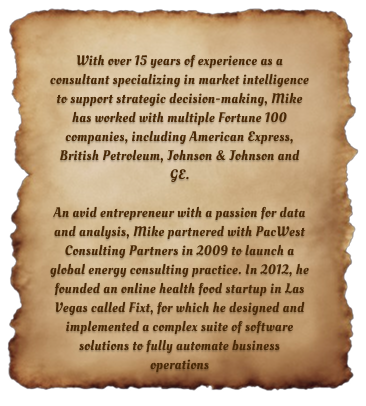 With over 15 years of experience as a
consultant specializing in market intelligence
to support strategic decision-making, Mike
has worked with multiple Fortune 100
companies, including American Express,
British Petroleum, Johnson & Johnson and
GE.
An avid entrepreneur with a passion for data
and analysis, Mike partnered with PacWest
Consulting Partners in 2009 to launch a
global energy consulting practice. In 2012, he
founded an online health food startup in Las
Vegas called Fixt, for which he designed and
implemented a complex suite of software
solutions to fully automate business
operations